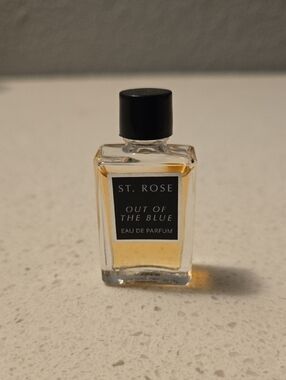 ST. ROSE
OUT OF
THE BLUE
EAU DE PARFUM